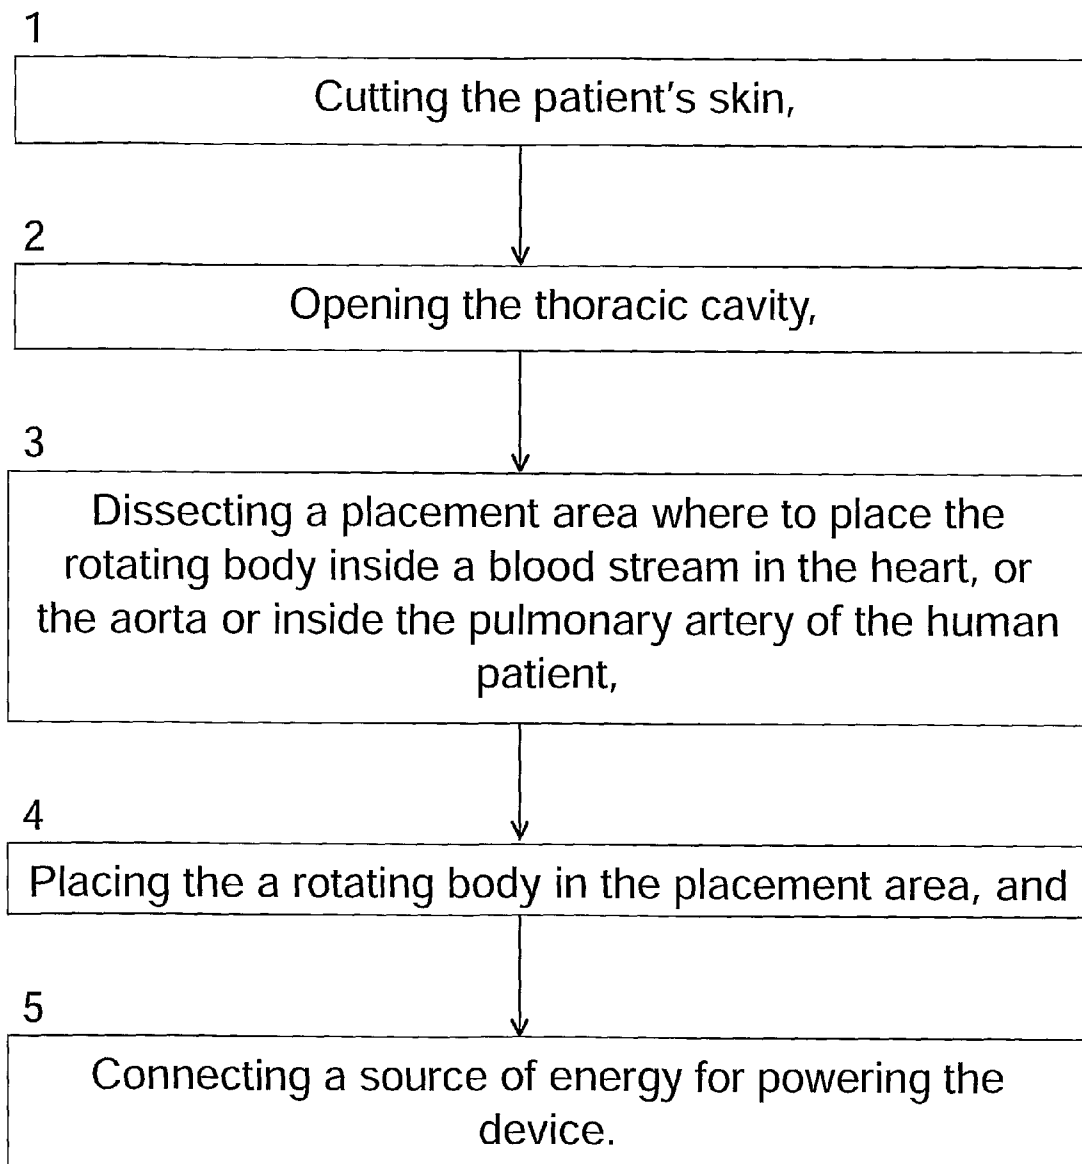 1
Cutting the patient's skin,
2
Opening the thoracic cavity,
3
Dissecting a placement area where to place the
rotating body inside a blood stream in the heart, or
the aorta or inside the pulmonary artery of the human
patient,
4
Placing the a rotating body in the placement area, and
5
Connecting a source of energy for powering the
device.